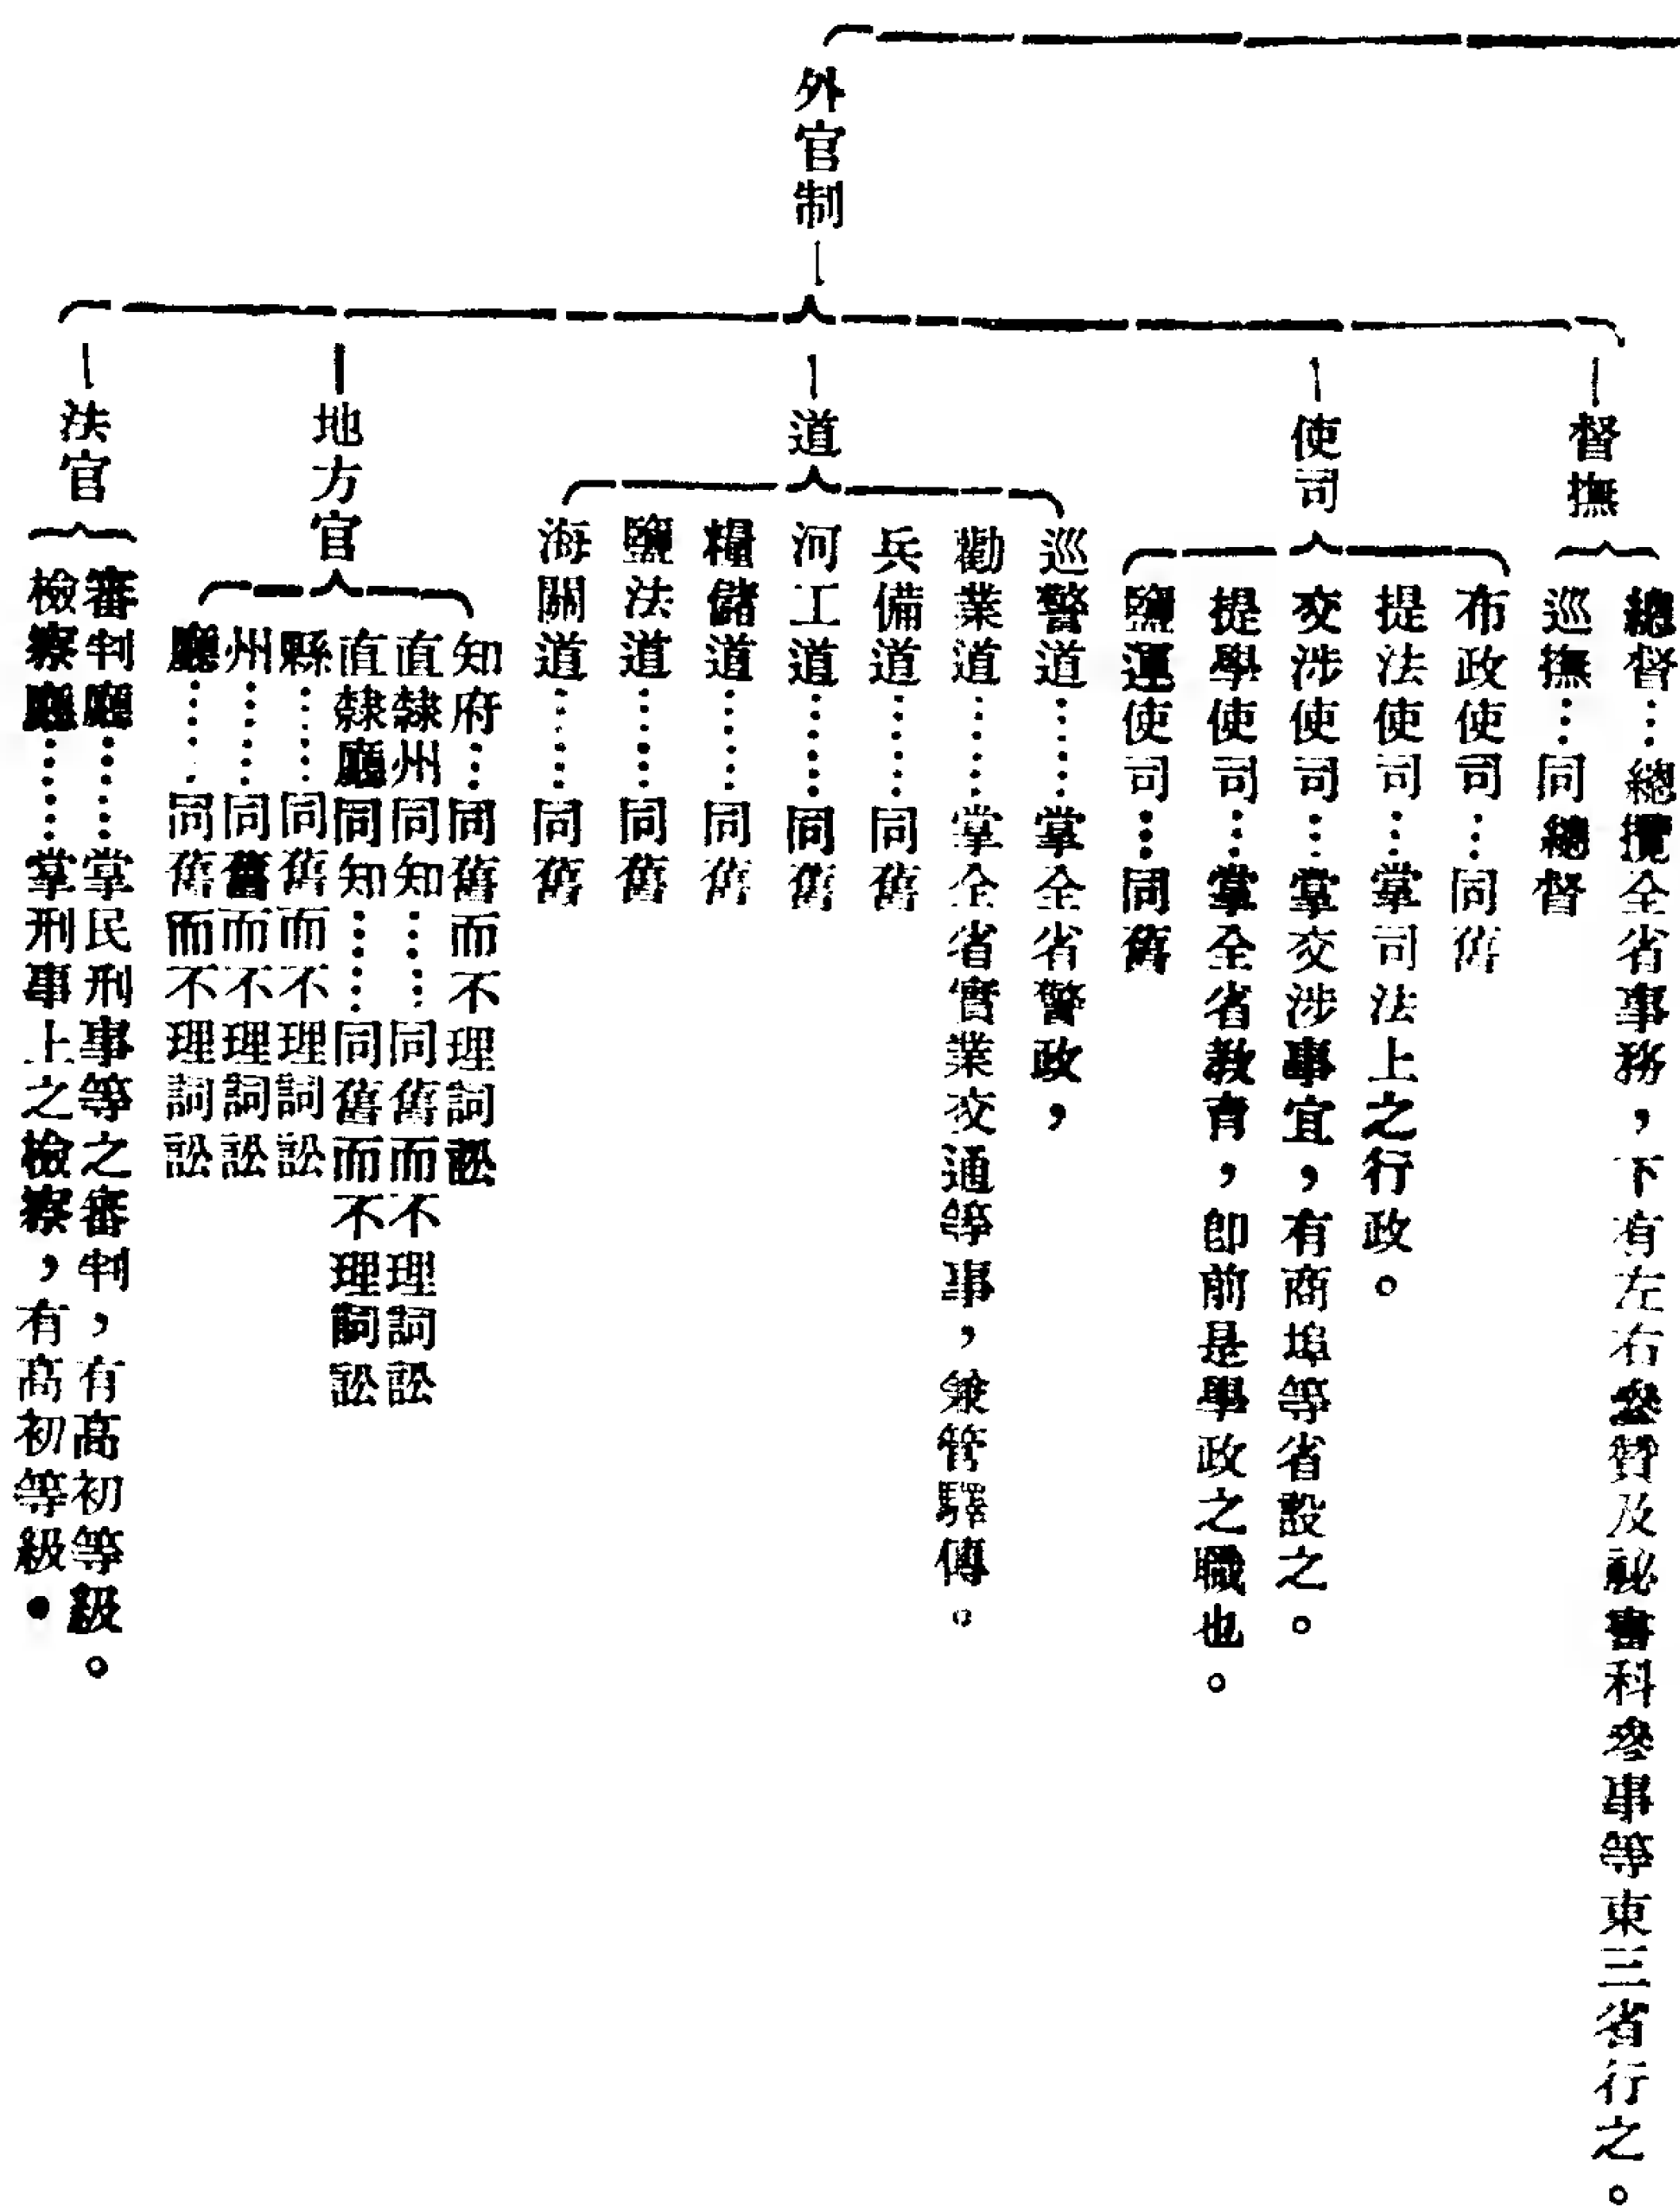 外官制
督撫
總督…總攬全省事務，下有左右參贊及祕書科參事等東三省行之。
巡撫…同總督
使司
布政使司…同舊
提法使司…掌司法上之行政。
交涉使司…掌交涉事宜，有商埠等省設之。
提學使司…掌全省教育，卽前是學政之職也。
鹽運使司…同舊
道
巡警道……掌全省警政，
勸業道……掌全省實業交通等事，兼管驛傳。
兵備道……同舊
河工道……同舊
糧儲道……同舊
鹽法道……同舊
海關道……同舊
地方官
知府…同舊而不理詞訟
直隸州同知……同舊而不理詞訟
直隸廳同知……同舊而不理詞訟
縣……同舊而不理詞訟
州……同舊而不理詞訟
廳……同舊而不理詞訟
法官
審判廳……掌民刑事等之審判，有高初等級。
檢察廳……掌刑事上之檢察，有高初等級。